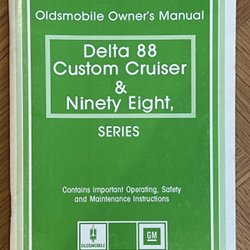 Oldsmobile Owner's Manual
Delta 88
Custom Cruiser
&
Ninety Eight,
SERIES
Contains Important Operating, Safety
and Maintenance Instructions
OLDSMOBILE
GM